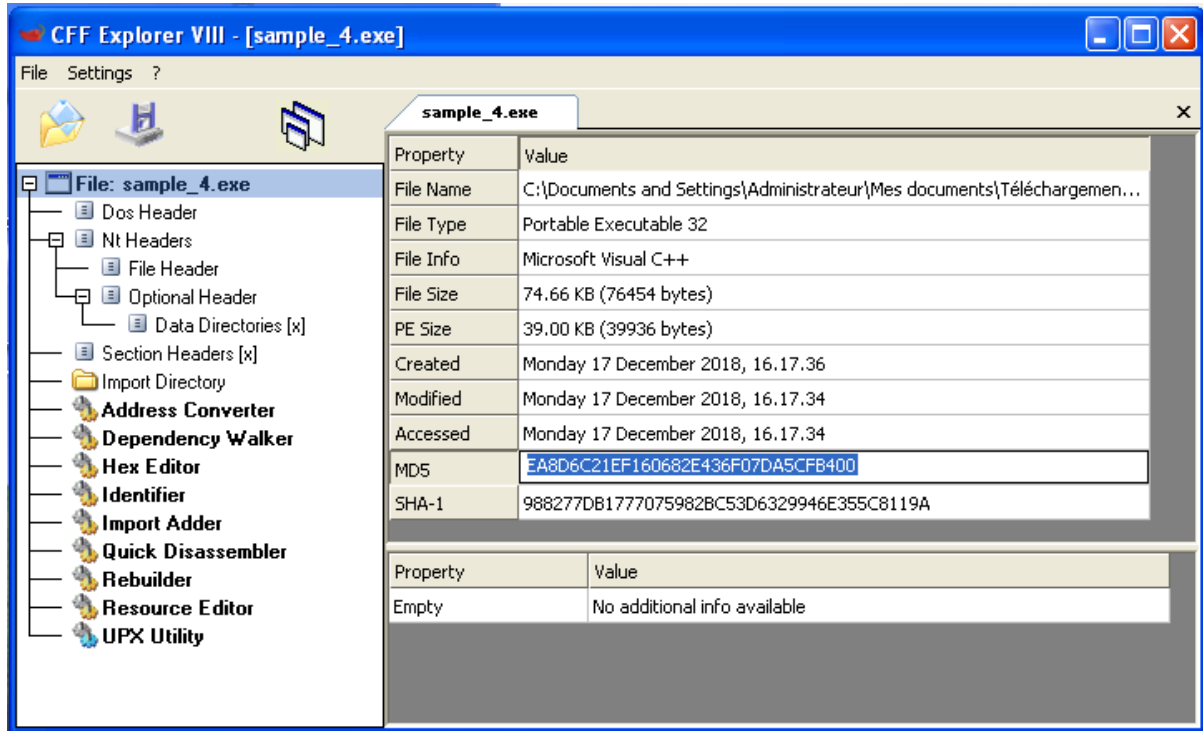 CFF Explorer VIII - [sample_4.exe]
File Settings ?
sample_4.exe
File: sample_4.exe
Dos Header
Nt Headers
File Header
Optional Header
Data Directories [x]
Section Headers [x]
Import Directory
Address Converter
Dependency Walker
Hex Editor
Identifier
Import Adder
Quick Disassembler
Rebuilder
Resource Editor
UPX Utility
Property Value
File Name C:\Documents and Settings\Administrateur\Mes documents\Téléchargemen...
File Type Portable Executable 32
File Info Microsoft Visual C++
File Size 74.66 KB (76454 bytes)
PE Size 39.00 KB (39936 bytes)
Created Monday 17 December 2018, 16.17.36
Modified Monday 17 December 2018, 16.17.34
Accessed Monday 17 December 2018, 16.17.34
MD5 EA8D6C21EF160682E436F07DA5CFB400
SHA-1 988277DB1777075982BC53D6329946E355C8119A
Property Value
Empty No additional info available